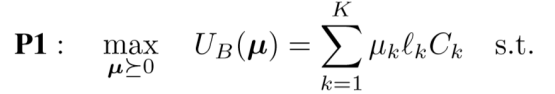 P1 : max_{μ⪰0} U_B(μ) = ∑_{k=1}^{K} μ_k ℓ_k C_k s.t.